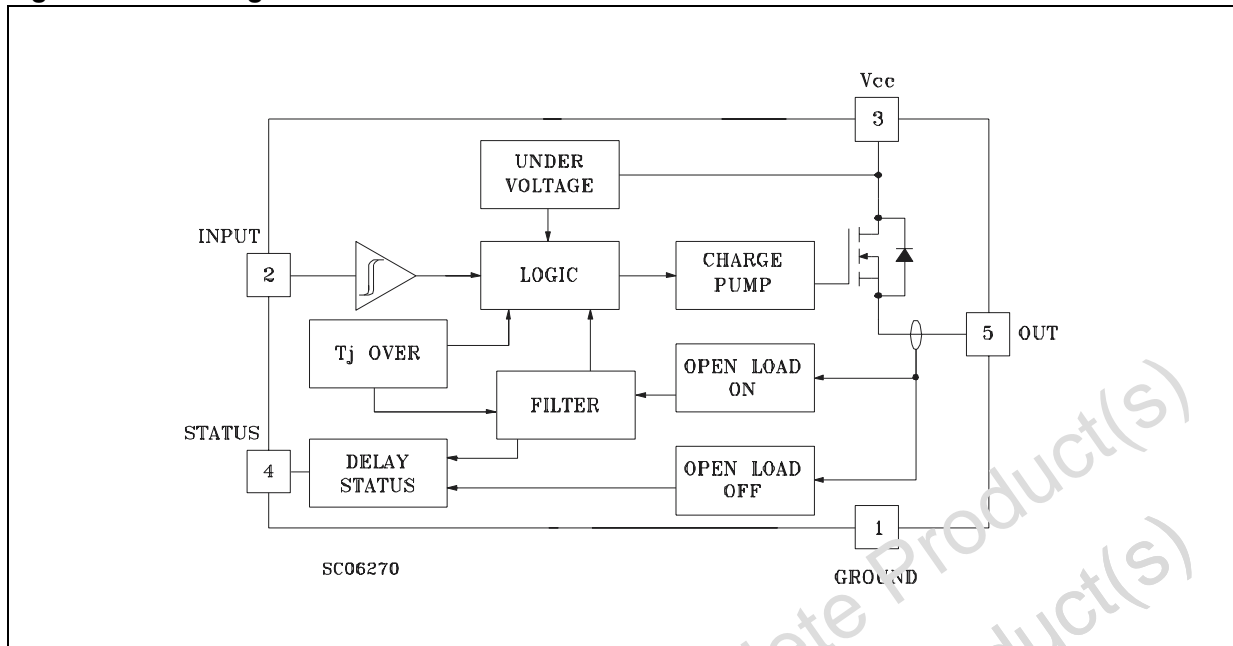 Vcc
3
UNDER
VOLTAGE
INPUT
2
LOGIC
CHARGE
PUMP
5
OUT
Tj OVER
OPEN LOAD
ON
FILTER
STATUS
4
DELAY
STATUS
OPEN LOAD
OFF
1
SC06270
GROUND
Product(s)